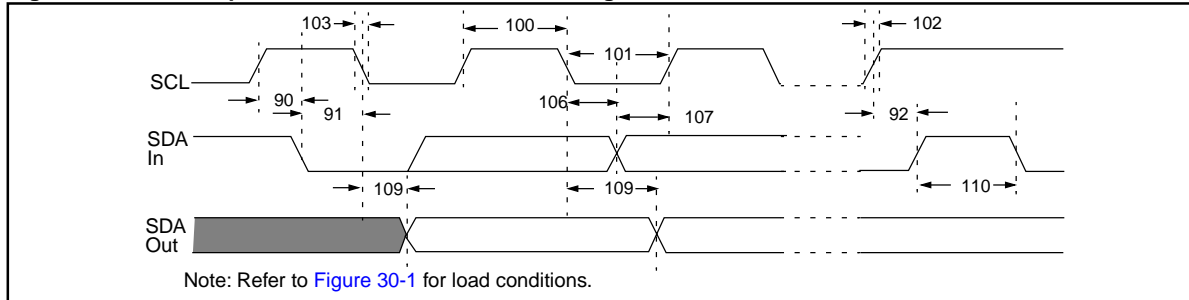 103
100
101
102
SCL
90
91
106
107
92
SDA
In
109
109
110
SDA
Out
Note: Refer to Figure 30-1 for load conditions.